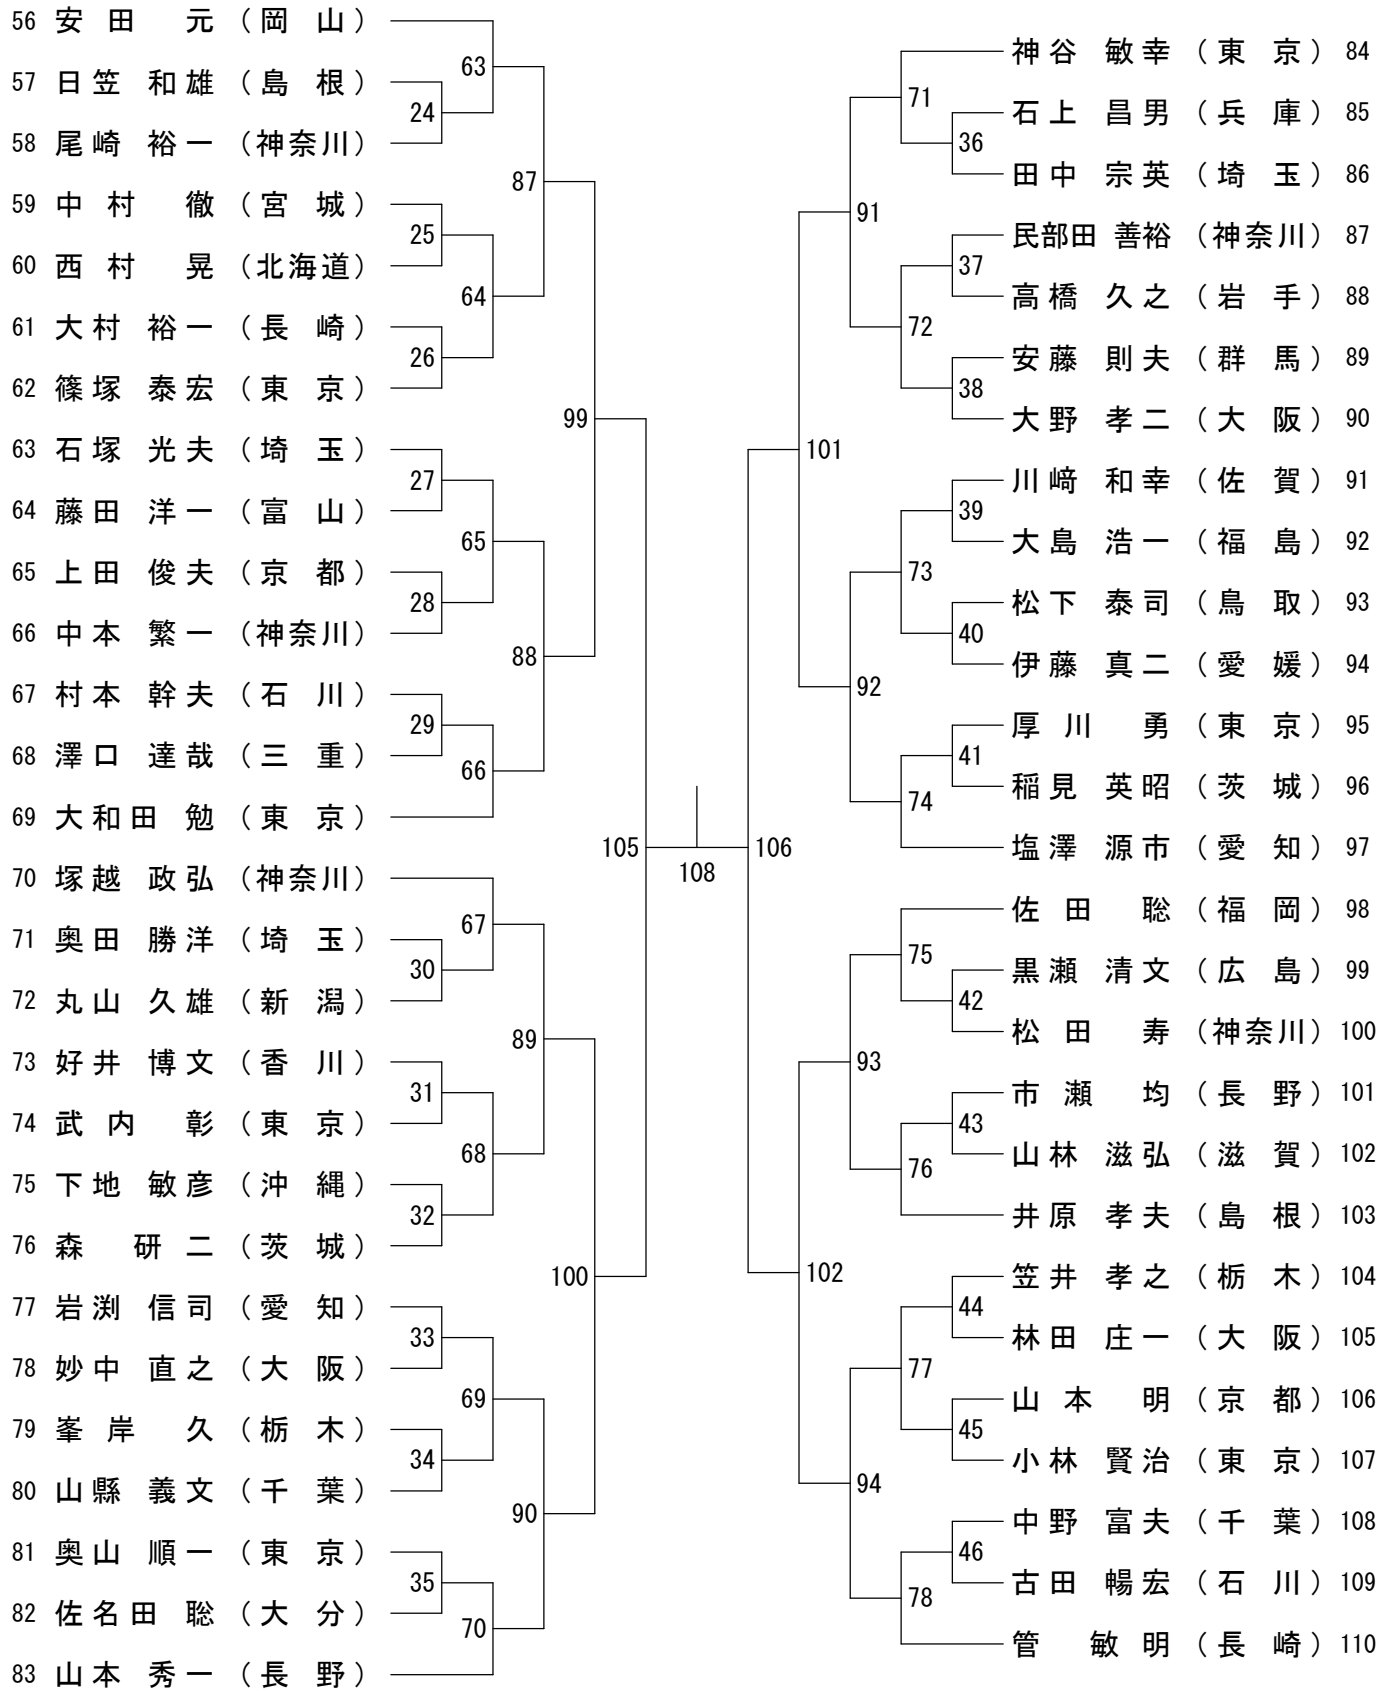 56 安田 元 (岡山)
57 日笠 和雄 (島根)
58 尾崎 裕一 (神奈川)
59 中村 徹 (宮城)
60 西村 晃 (北海道)
61 大村 裕一 (長崎)
62 篠塚 泰宏 (東京)
63 石塚 光夫 (埼玉)
64 藤田 洋一 (富山)
65 上田 俊夫 (京都)
66 中本 繁一 (神奈川)
67 村本 幹夫 (石川)
68 澤口 達哉 (三重)
69 大和田 勉 (東京)
70 塚越 政弘 (神奈川)
71 奥田 勝洋 (埼玉)
72 丸山 久雄 (新潟)
73 好井 博文 (香川)
74 武内 彰 (東京)
75 下地 敏彦 (沖縄)
76 森 研二 (茨城)
77 岩渕 信司 (愛知)
78 妙中 直之 (大阪)
79 峯岸 久 (栃木)
80 山縣 義文 (千葉)
81 奥山 順一 (東京)
82 佐名田 聡 (大分)
83 山本 秀一 (長野)
24
25
26
27
28
29
30
31
32
33
34
35
63
64
65
66
67
68
69
70
87
88
89
90
99
100
105
108
106
101
102
91
92
93
94
71
72
73
74
75
76
77
78
36
37
38
39
40
41
42
43
44
45
46
神谷 敏幸 (東京) 84
石上 昌男 (兵庫) 85
田中 宗英 (埼玉) 86
民部田 善裕 (神奈川) 87
高橋 久之 (岩手) 88
安藤 則夫 (群馬) 89
大野 孝二 (大阪) 90
川﨑 和幸 (佐賀) 91
大島 浩一 (福島) 92
松下 泰司 (鳥取) 93
伊藤 真二 (愛媛) 94
厚川 勇 (東京) 95
稲見 英昭 (茨城) 96
塩澤 源市 (愛知) 97
佐田 聡 (福岡) 98
黒瀬 清文 (広島) 99
松田 寿 (神奈川) 100
市瀬 均 (長野) 101
山林 滋弘 (滋賀) 102
井原 孝夫 (島根) 103
笠井 孝之 (栃木) 104
林田 庄一 (大阪) 105
山本 明 (京都) 106
小林 賢治 (東京) 107
中野 富夫 (千葉) 108
古田 暢宏 (石川) 109
管 敏明 (長崎) 110